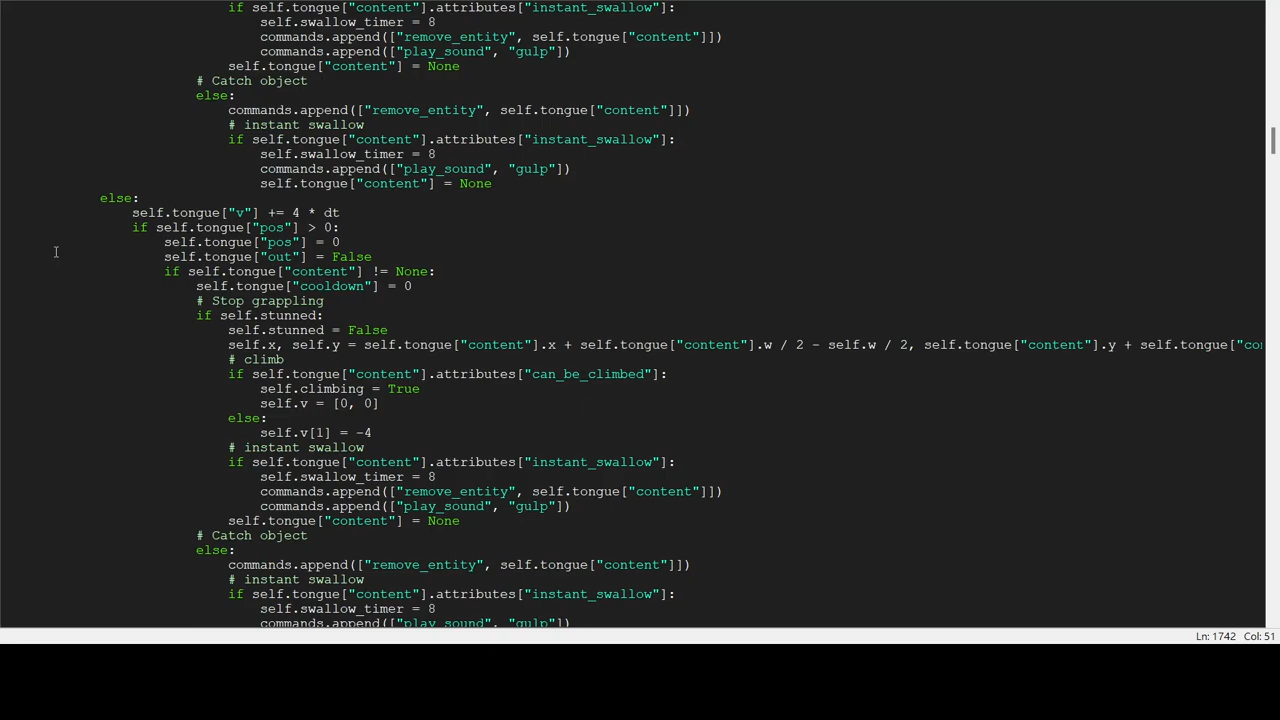 if self.tongue["content"].attributes["instant_swallow"]:
self.swallow_timer = 8
commands.append(["remove_entity", self.tongue["content"]])
commands.append(["play_sound", "gulp"])
self.tongue["content"] = None
# Catch object
else:
commands.append(["remove_entity", self.tongue["content"]])
# instant swallow
if self.tongue["content"].attributes["instant_swallow"]:
self.swallow_timer = 8
commands.append(["play_sound", "gulp"])
self.tongue["content"] = None
else:
self.tongue["v"] += 4 * dt
if self.tongue["pos"] > 0:
self.tongue["pos"] = 0
self.tongue["out"] = False
if self.tongue["content"] != None:
self.tongue["cooldown"] = 0
# Stop grappling
if self.stunned:
self.stunned = False
self.x, self.y = self.tongue["content"].x + self.tongue["content"].w / 2 - self.w / 2, self.tongue["content"].y + self.tongue["co
# climb
if self.tongue["content"].attributes["can_be_climbed"]:
self.climbing = True
self.v = [0, 0]
else:
self.v[1] = -4
# instant swallow
if self.tongue["content"].attributes["instant_swallow"]:
self.swallow_timer = 8
commands.append(["remove_entity", self.tongue["content"]])
commands.append(["play_sound", "gulp"])
self.tongue["content"] = None
# Catch object
else:
commands.append(["remove_entity", self.tongue["content"]])
# instant swallow
if self.tongue["content"].attributes["instant_swallow"]:
self.swallow_timer = 8
commands.append(["play_sound", "gulp"])
Ln: 1742 Col: 51